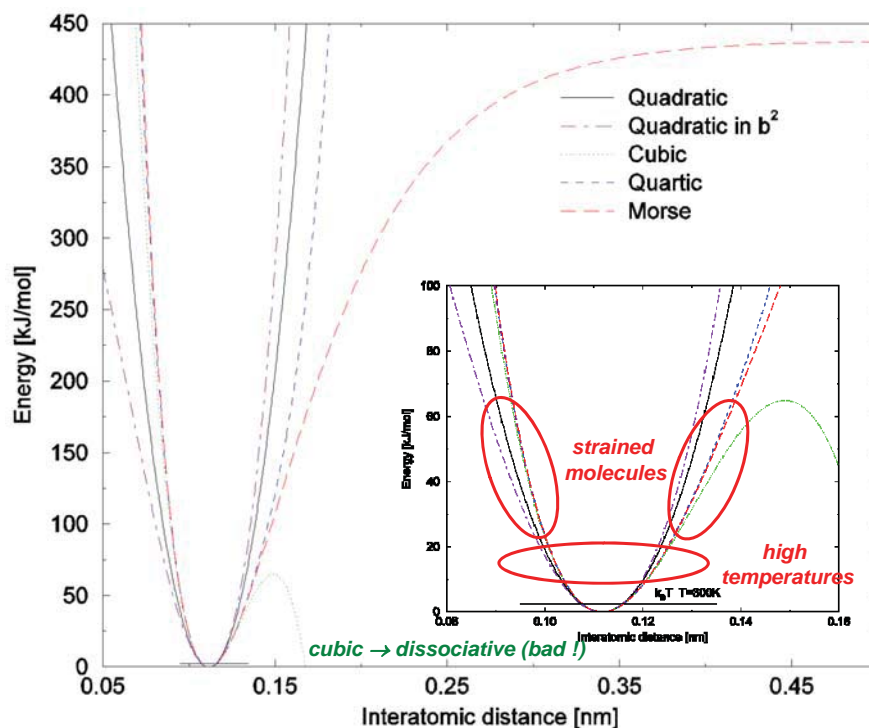 450
400
350
300
250
200
150
100
50
0
Energy [kJ/mol]
0.05
0.15
0.25
0.35
0.45
Interatomic distance [nm]
Quadratic
Quadratic in b²
Cubic
Quartic
Morse
100
80
60
40
20
0
Energy [kJ/mol]
strained
molecules
high
temperatures
k_BT T=300K
0.08
0.10
0.12
0.14
0.16
Interatomic distance [nm]
cubic → dissociative (bad !)